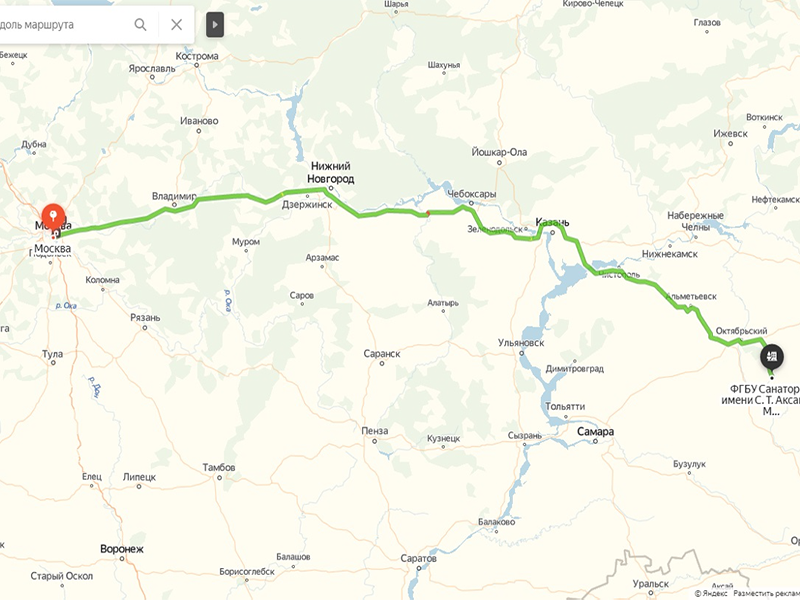 доль маршрута
Шарья
Кирово-Чепецк
Глазов
Бежецк
Кострома
Ярославль
Шахунья
Воткинск
Ижевск
Иваново
Дубна
Йошкар-Ола
Нижний
Новгород
Чебоксары
Владимир
Дзержинск
Нефтекамск
Набережные
Челны
Казань
Зеленодольск
Москва
Москва
Подольск
Муром
Арзамас
Нижнекамск
Чистополь
Коломна
р. Ока
р. Ока
Саров
Алатырь
Альметьевск
Рязань
Октябрьский
Тула
Саранск
Ульяновск
Димитровград
р. Дон
ФГБУ Санатор
имени С. Т. Акса
М...
Тольятти
Пенза
Кузнецк
Сызрань
Самара
Елец
Липецк
Тамбов
Бузулук
Балаково
Воронеж
Балашов
Саратов
Старый Оскол
Борисоглебск
Уральск
Аксай
Ор
© Яндекс Разместить реклам